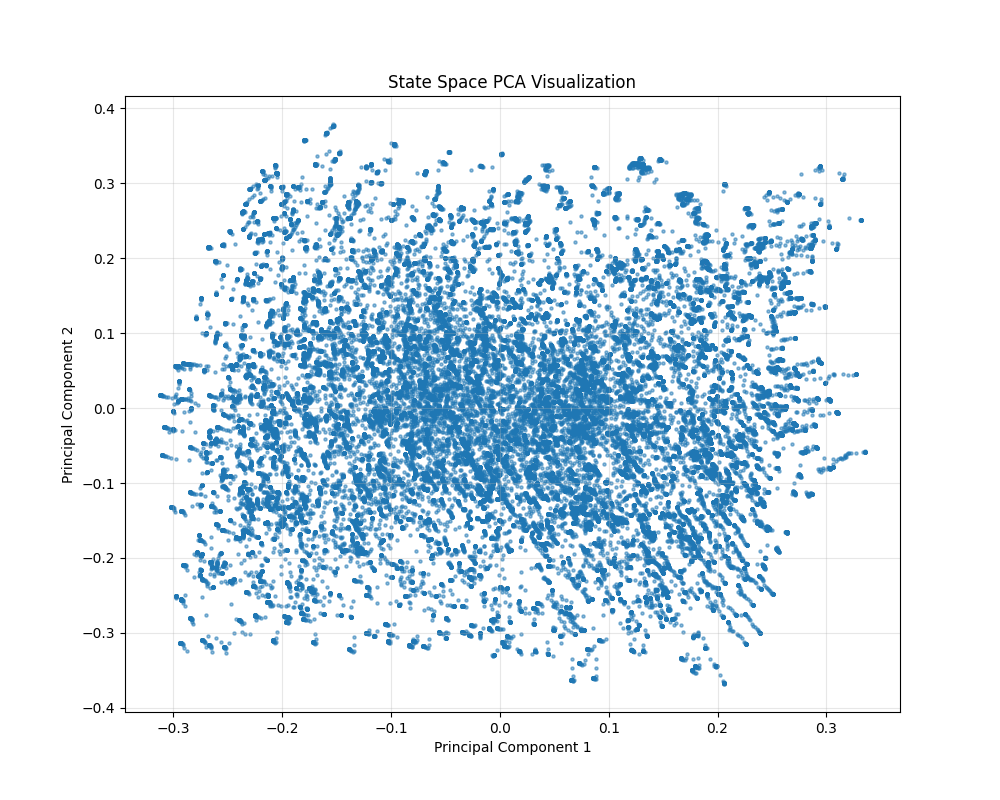 State Space PCA Visualization
0.4
0.3
0.2
0.1
0.0
−0.1
−0.2
−0.3
−0.4
Principal Component 2
−0.3 −0.2 −0.1 0.0 0.1 0.2 0.3
Principal Component 1